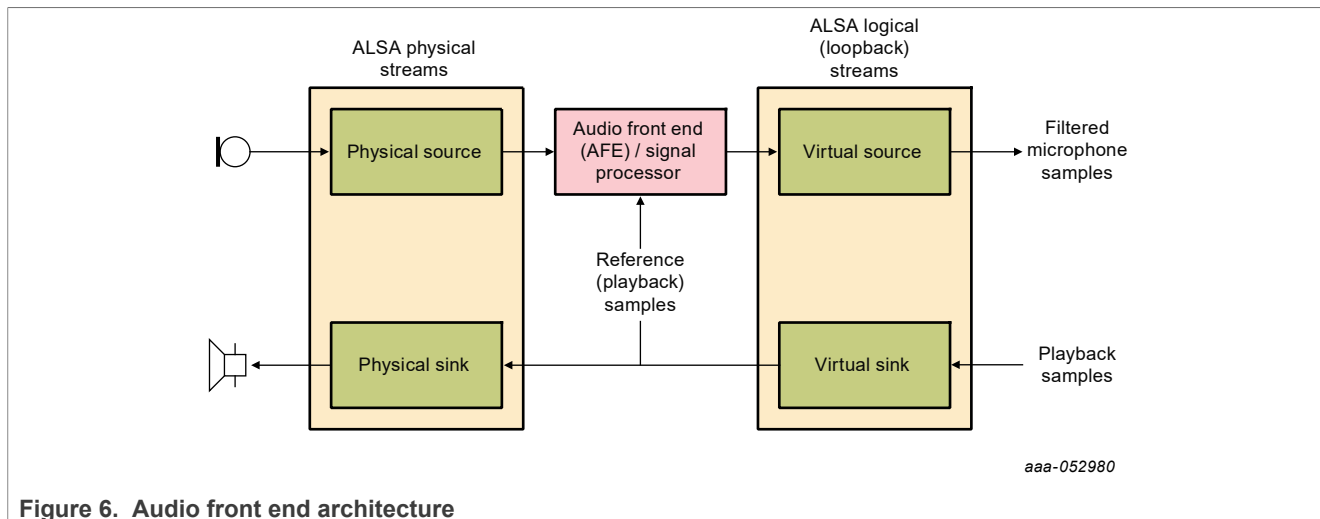 ALSA physical
streams
ALSA logical
(loopback)
streams
Physical source
Audio front end
(AFE) / signal
processor
Virtual source
Filtered
microphone
samples
Reference
(playback)
samples
Physical sink
Virtual sink
Playback
samples
aaa-052980
Figure 6. Audio front end architecture